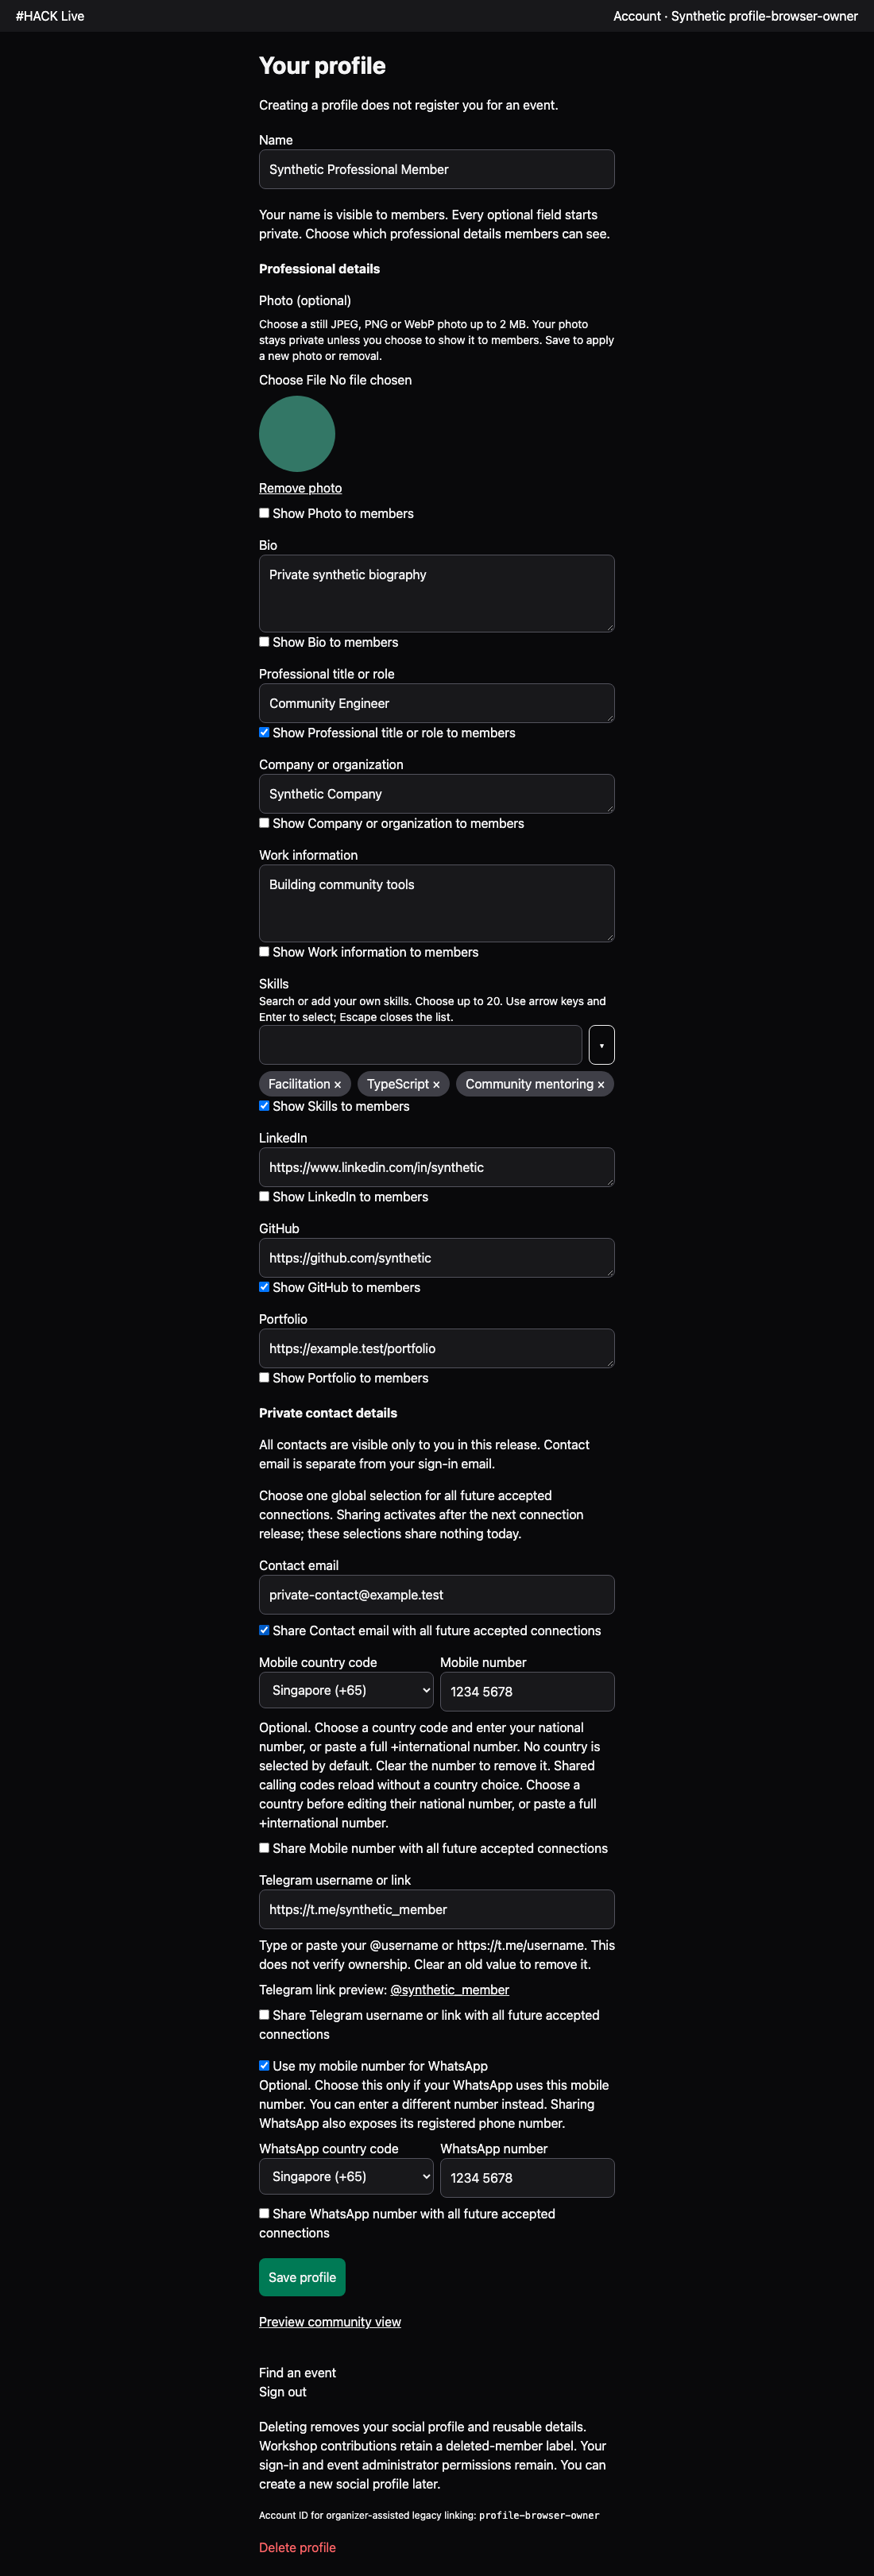 #HACK Live
Account · Synthetic profile-browser-owner
Your profile
Creating a profile does not register you for an event.
Name
Synthetic Professional Member
Your name is visible to members. Every optional field starts
private. Choose which professional details members can see.
Professional details
Photo (optional)
Choose a still JPEG, PNG or WebP photo up to 2 MB. Your photo
stays private unless you choose to show it to members. Save to apply
a new photo or removal.
Choose File No file chosen
Remove photo
Show Photo to members
Bio
Private synthetic biography
Show Bio to members
Professional title or role
Community Engineer
Show Professional title or role to members
Company or organization
Synthetic Company
Show Company or organization to members
Work information
Building community tools
Show Work information to members
Skills
Search or add your own skills. Choose up to 20. Use arrow keys and
Enter to select; Escape closes the list.
Facilitation × TypeScript × Community mentoring ×
Show Skills to members
LinkedIn
https://www.linkedin.com/in/synthetic
Show LinkedIn to members
GitHub
https://github.com/synthetic
Show GitHub to members
Portfolio
https://example.test/portfolio
Show Portfolio to members
Private contact details
All contacts are visible only to you in this release. Contact
email is separate from your sign-in email.
Choose one global selection for all future accepted
connections. Sharing activates after the next connection
release; these selections share nothing today.
Contact email
private-contact@example.test
Share Contact email with all future accepted connections
Mobile country code Mobile number
Singapore (+65) 1234 5678
Optional. Choose a country code and enter your national
number, or paste a full +international number. No country is
selected by default. Clear the number to remove it. Shared
calling codes reload without a country choice. Choose a
country before editing their national number, or paste a full
+international number.
Share Mobile number with all future accepted connections
Telegram username or link
https://t.me/synthetic_member
Type or paste your @username or https://t.me/username. This
does not verify ownership. Clear an old value to remove it.
Telegram link preview: @synthetic_member
Share Telegram username or link with all future accepted
connections
Use my mobile number for WhatsApp
Optional. Choose this only if your WhatsApp uses this mobile
number. You can enter a different number instead. Sharing
WhatsApp also exposes its registered phone number.
WhatsApp country code WhatsApp number
Singapore (+65) 1234 5678
Share WhatsApp number with all future accepted
connections
Save profile
Preview community view
Find an event
Sign out
Deleting removes your social profile and reusable details.
Workshop contributions retain a deleted-member label. Your
sign-in and event administrator permissions remain. You can
create a new social profile later.
Account ID for organizer-assisted legacy linking: profile-browser-owner
Delete profile